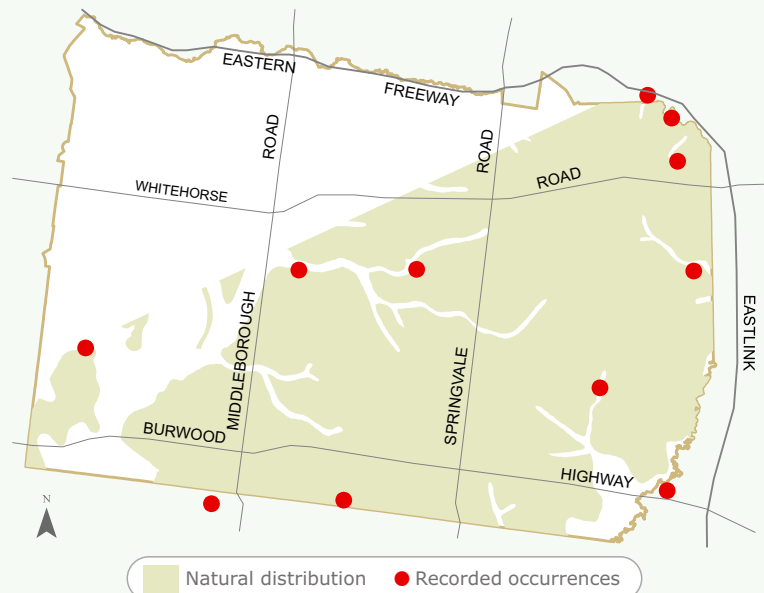 EASTERN
FREEWAY
ROAD
ROAD
ROAD
WHITEHORSE
EASTLINK
MIDDLEBOROUGH
SPRINGVALE
BURWOOD
HIGHWAY
N
Natural distribution
Recorded occurrences